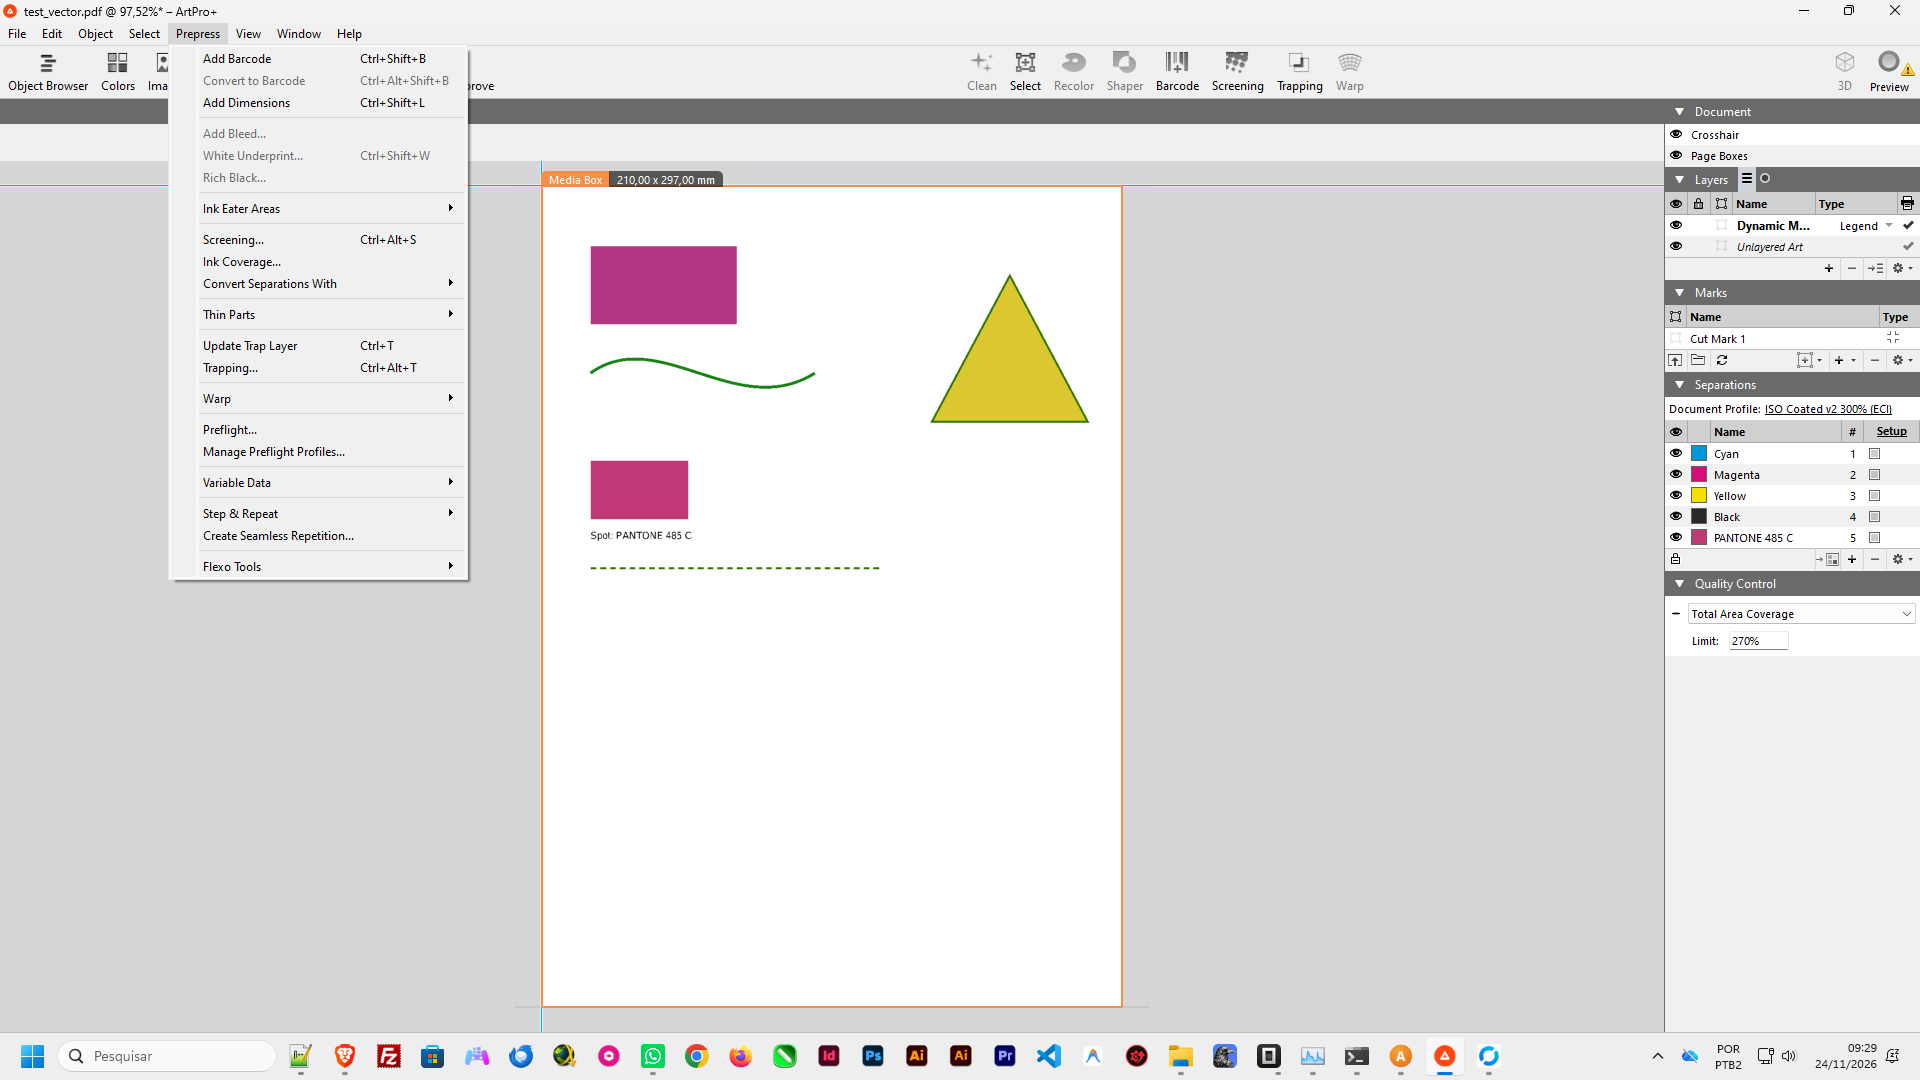 test_vector.pdf @ 97,52%* – ArtPro+
File Edit Object Select Prepress View Window Help
Object Browser Colors Ima rove Clean Select Recolor Shaper Barcode Screening Trapping Warp 3D Preview
Add Barcode Ctrl+Shift+B
Convert to Barcode Ctrl+Alt+Shift+B
Add Dimensions Ctrl+Shift+L
Add Bleed...
White Underprint... Ctrl+Shift+W
Rich Black...
Ink Eater Areas
Screening... Ctrl+Alt+S
Ink Coverage...
Convert Separations With
Thin Parts
Update Trap Layer Ctrl+T
Trapping... Ctrl+Alt+T
Warp
Preflight...
Manage Preflight Profiles...
Variable Data
Step & Repeat
Create Seamless Repetition...
Flexo Tools
Media Box 210,00 x 297,00 mm
Spot: PANTONE 485 C
Document
Crosshair
Page Boxes
Layers
Name Type
Dynamic M... Legend
Unlayered Art
Marks
Name Type
Cut Mark 1
Separations
Document Profile: ISO Coated v2 300% (ECI)
Name # Setup
Cyan 1
Magenta 2
Yellow 3
Black 4
PANTONE 485 C 5
Quality Control
Total Area Coverage
Limit: 270%
Pesquisar
Id Ps Ai Ai Pr
POR
PTB2
09:29
24/11/2026